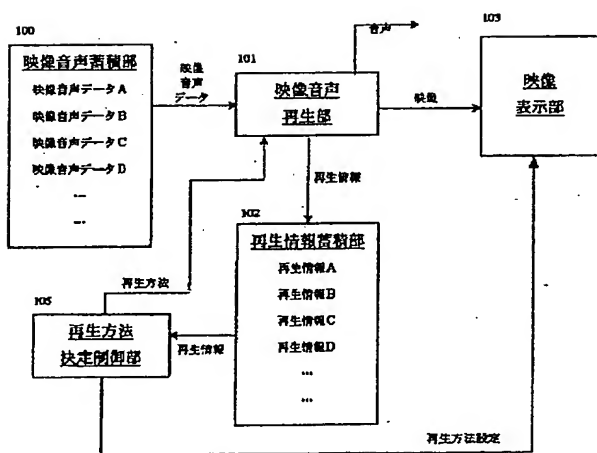 100
映像音声蓄積部
映像音声データA
映像音声データB
映像音声データC
映像音声データD
...
...
映像
音声
データ
101
映像音声
再生部
音声
映像
103
映像
表示部
再生情報
102
再生情報蓄積部
再生情報A
再生情報B
再生情報C
再生情報D
...
...
再生方法
105
再生方法
決定制御部
再生情報
再生方法設定